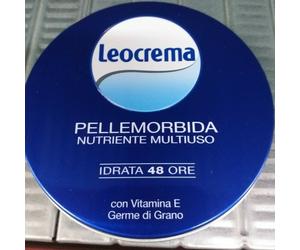 Leocrema
PELLEMORBIDA
NUTRIENTE MULTIUSO
IDRATA 48 ORE
con Vitamina E
Germe di Grano